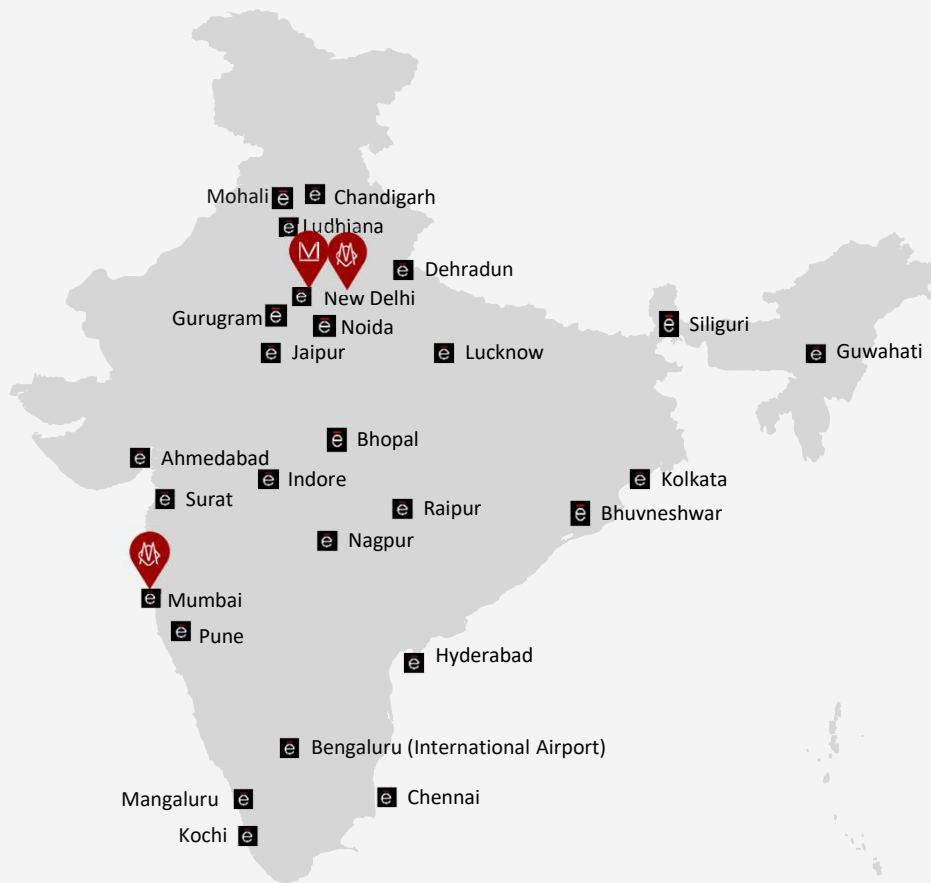 Mohali
Chandigarh
Ludhiana
Dehradun
New Delhi
Gurugram
Noida
Siliguri
Jaipur
Lucknow
Guwahati
Bhopal
Ahmedabad
Indore
Kolkata
Surat
Raipur
Bhuvneshwar
Nagpur
Mumbai
Pune
Hyderabad
Bengaluru (International Airport)
Mangaluru
Chennai
Kochi